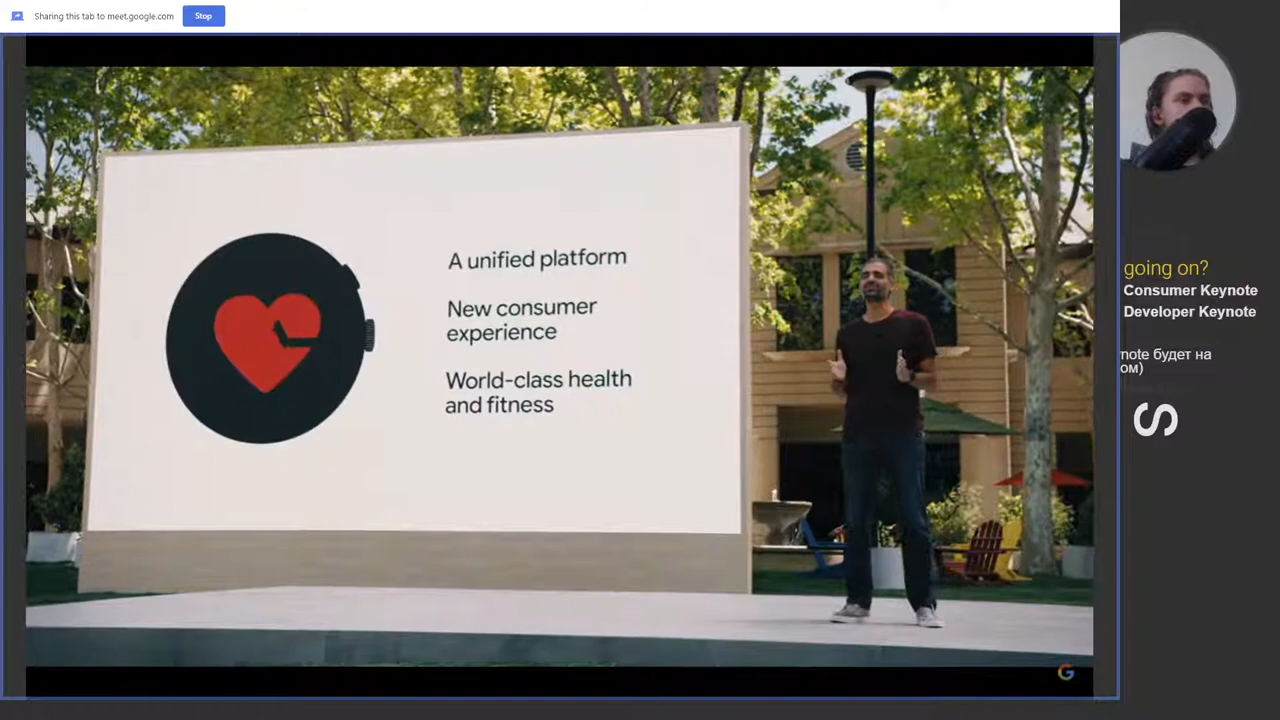 Sharing this tab to meet.google.com Stop
A unified platform
New consumer
experience
World-class health
and fitness
going on?
Consumer Keynote
Developer Keynote
note будет на
ом)
S